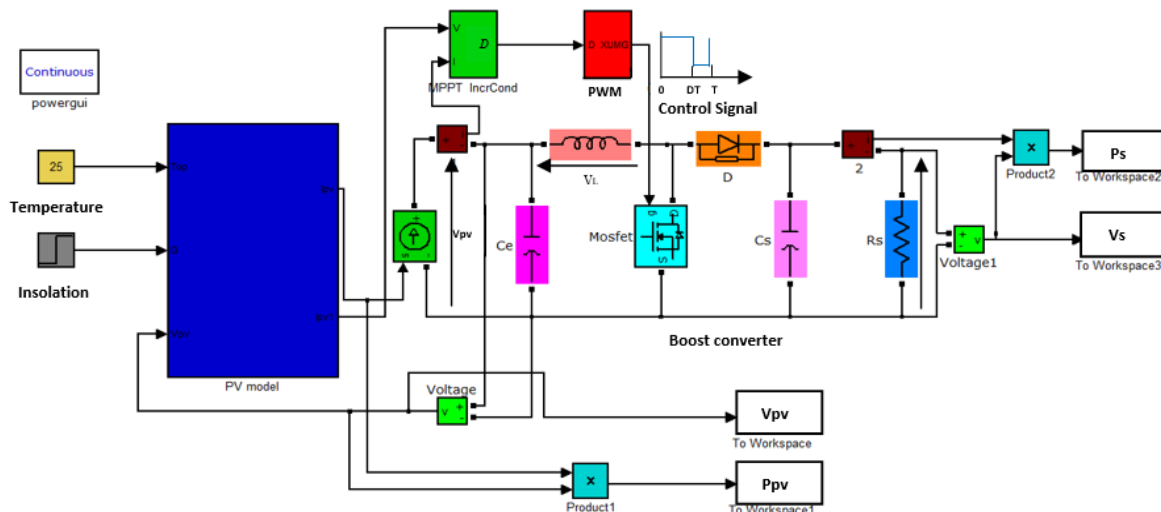 Continuous
powergui
25
Temperature
Insolation
Top
G
Vpv
PV model
V
I
D
MPPT IncrCond
D
PWM
0 DT T
Control Signal
+
-
s
Vpv
Ce
VL
D
g
S
Mosfet
Cs
2
Rs
+
-
v
Voltage1
x
Product2
Ps
To Workspace2
Vs
To Workspace3
Boost converter
Voltage
v
+
-
Vpv
To Workspace
x
Product1
Ppv
To Workspace1